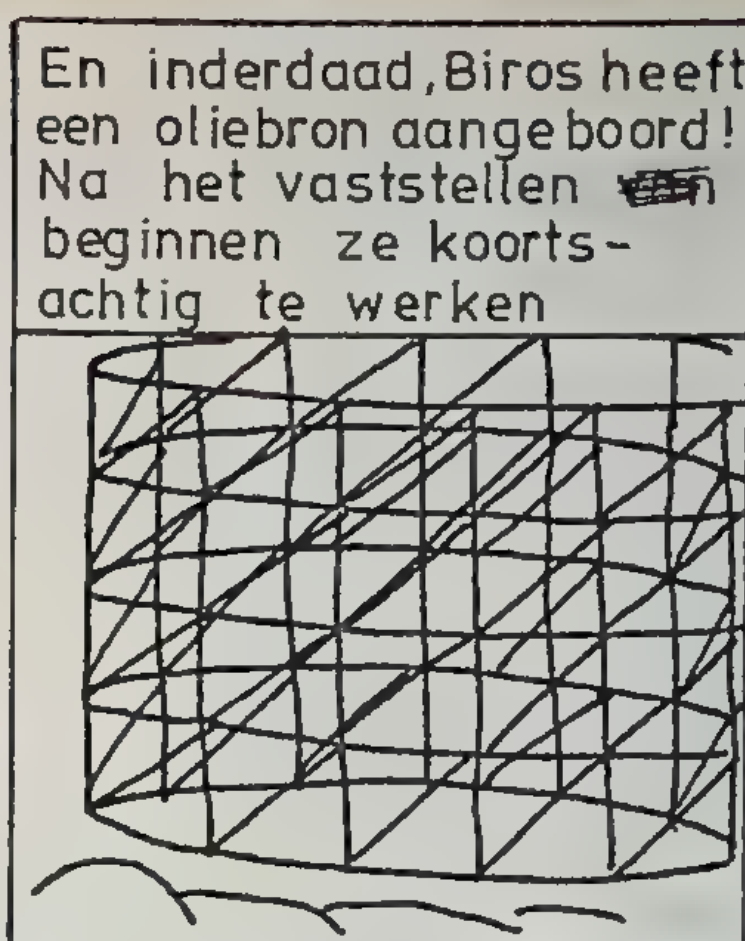 En inderdaad, Biros heeft
een oliebron aangeboord!
Na het vaststellen
beginnen ze koorts-
achtig te werken